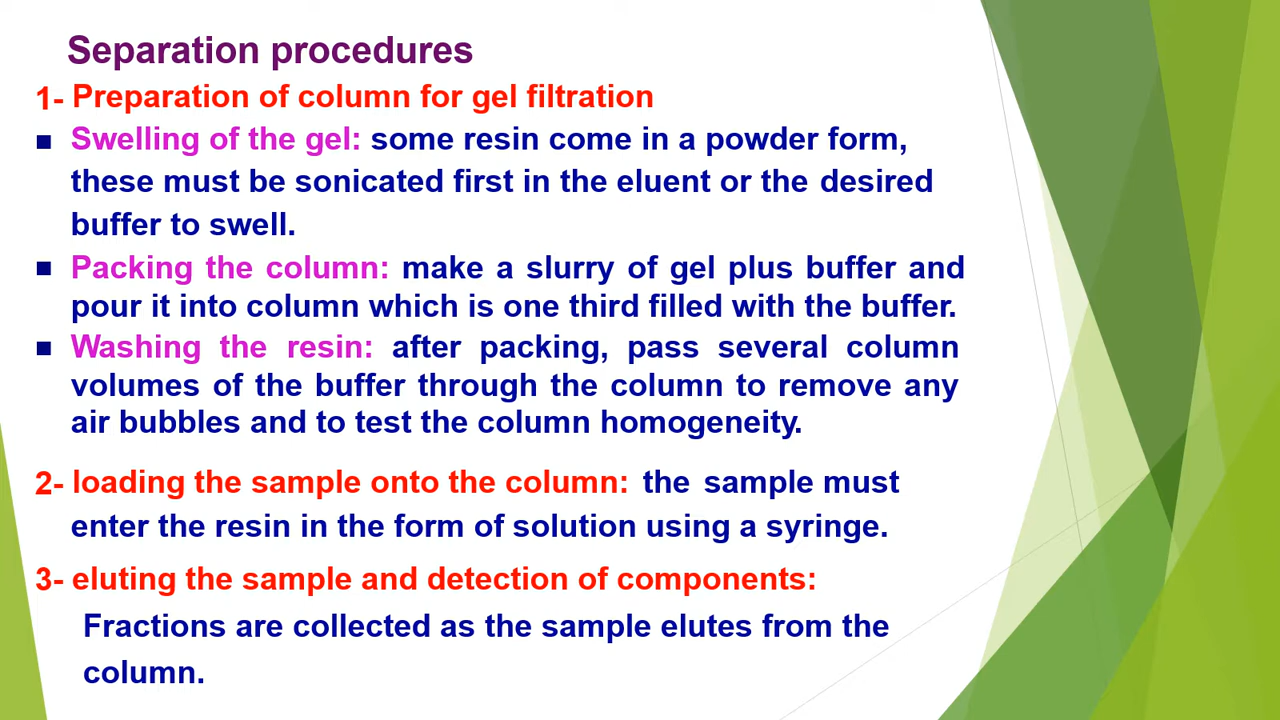 Separation procedures
1- Preparation of column for gel filtration
■ Swelling of the gel: some resin come in a powder form,
these must be sonicated first in the eluent or the desired
buffer to swell.
■ Packing the column: make a slurry of gel plus buffer and
pour it into column which is one third filled with the buffer.
■ Washing the resin: after packing, pass several column
volumes of the buffer through the column to remove any
air bubbles and to test the column homogeneity.
2- loading the sample onto the column: the sample must
enter the resin in the form of solution using a syringe.
3- eluting the sample and detection of components:
Fractions are collected as the sample elutes from the
column.